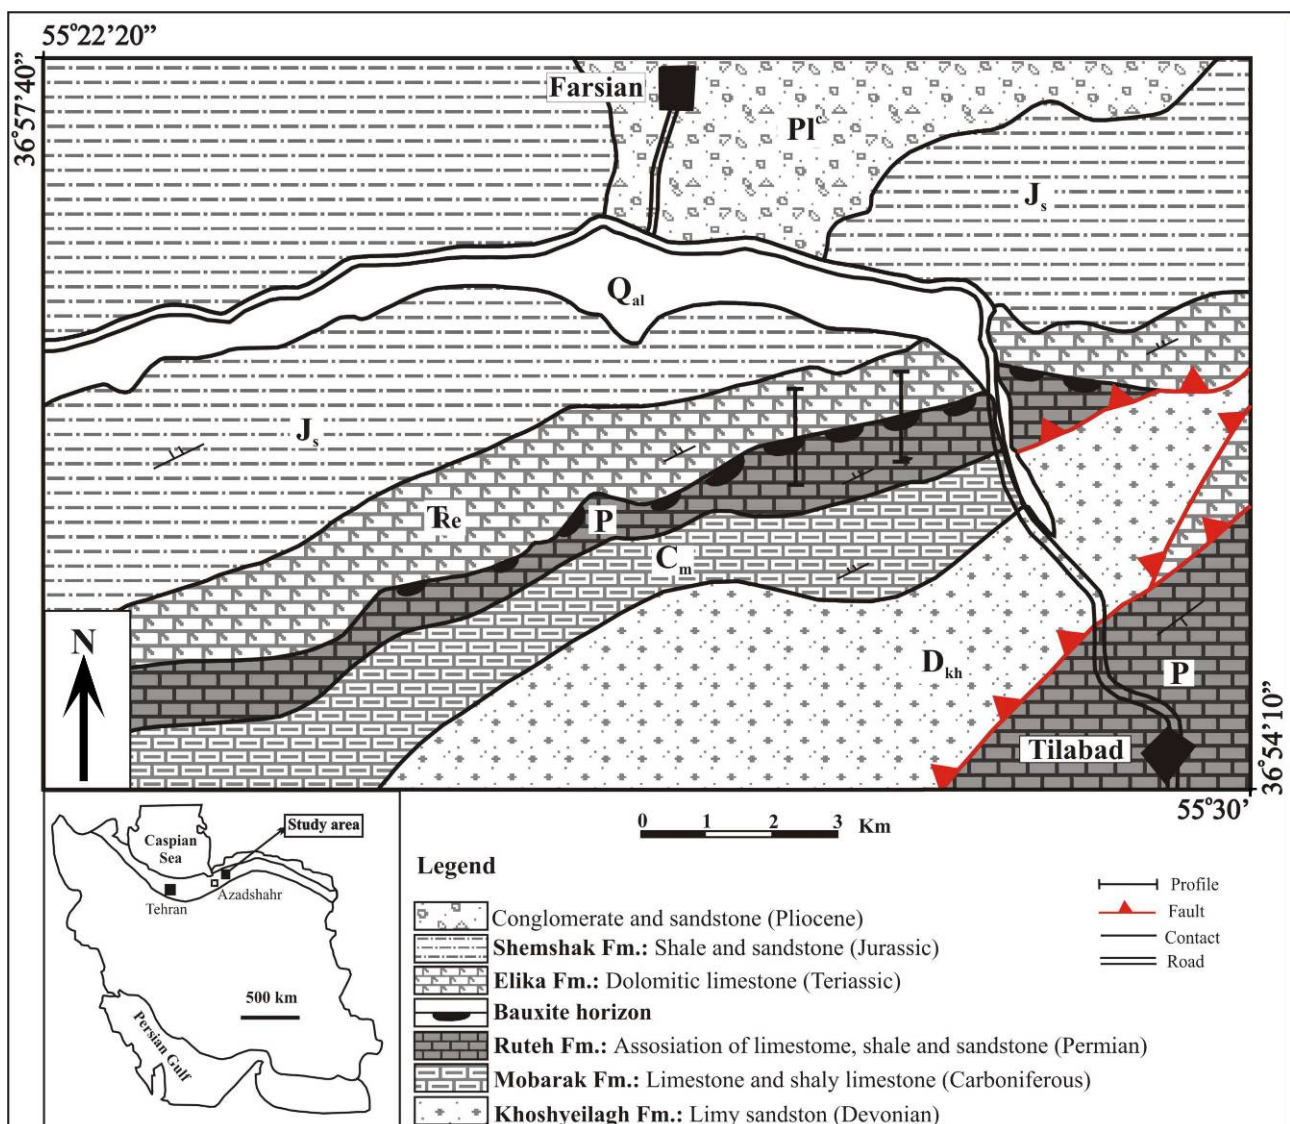 55°22'20”
36°57'40”
Farsian
Pl^c
J_s
Q_al
J_s
TRe
P
C_m
D_kh
P
Tilabad
N
36°54'10”
55°30'
0 1 2 3 Km
Caspian
Sea
Study area
Tehran
Azadshahr
500 km
Persian Gulf
Legend
Conglomerate and sandstone (Pliocene)
Shemshak Fm.: Shale and sandstone (Jurassic)
Elika Fm.: Dolomitic limestone (Teriassic)
Bauxite horizon
Ruteh Fm.: Assosiation of limestome, shale and sandstone (Permian)
Mobarak Fm.: Limestone and shaly limestone (Carboniferous)
Khoshyeilagh Fm.: Limy sandston (Devonian)
Profile
Fault
Contact
Road